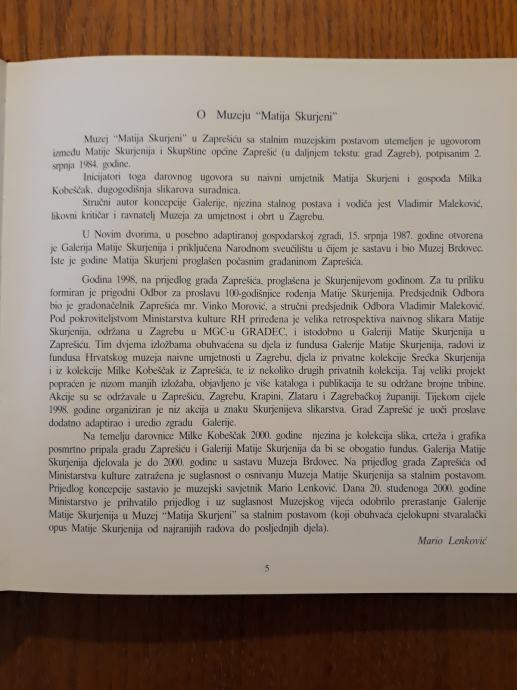 O Muzeju “Matija Skurjeni”
Muzej “Matija Skurjeni” u Zaprešiću sa stalnim muzejskim postavom utemeljen je ugovorom
između Matije Skurjenija i Skupštine općine Zaprešić (u daljnjem tekstu: grad Zagreb), potpisanim 2.
srpnja 1984. godine.
Inicijatori toga darovnog ugovora su naivni umjetnik Matija Skurjeni i gospođa Milka
Kobeščak, dugogodišnja slikarova suradnica.
Stručni autor koncepcije Galerije, njezina stalnog postava i vodiča jest Vladimir Maleković,
likovni kritičar i ravnatelj Muzeja za umjetnost i obrt u Zagrebu.
U Novim dvorima, u posebno adaptiranoj gospodarskoj zgradi, 15. srpnja 1987. godine otvorena
je Galerija Matija Skurjenija i priključena Narodnom sveučilištu u čijem je sastavu i bio Muzej Brdovec.
Iste je godine Matija Skurjeni proglašen počasnim građaninom Zaprešića.
Godina 1998, na prijedlog grada Zaprešića, proglašena je Skurjenijevom godinom. Za tu priliku
formiran je prigodni Odbor za proslavu 100-godišnjice rođenja Matije Skurjenija. Predsjednik Odbora
bio je gradonačelnik Zaprešića mr. Vinko Morović, a stručni predsjednik Odbora Vladimir Maleković.
Pod pokroviteljstvom Ministarstva kulture RH priređena je velika retrospektiva naivnog slikara Matije
Skurjenija, održana u Zagrebu u MGC-u GRADEC, i istodobno u Galeriji Matije Skurjenija u
Zaprešiću. Tim dvjema izložbama obuhvaćena su djela iz fundusa Galerije Matije Skurjenija, radovi iz
fundusa Hrvatskog muzeja naivne umjetnosti u Zagrebu, djela iz privatne kolekcije Srećka Skurjenija
i iz kolekcije Milke Kobeščak iz Zaprešića, te iz nekoliko drugih privatnih kolekcija. Taj veliki projekt
popraćen je nizom manjih izložaba, objavljeno je više kataloga i publikacija te su održane brojne tribine.
Akcije su se održavale u Zaprešiću, Zagrebu, Krapini, Zlataru i Zagrebačkoj županiji. Tijekom cijele
1998. godine organiziran je niz akcija u znaku Skurjenijeva slikarstva. Grad Zaprešić je uoči proslave
dodatno adaptirao i uredio zgradu Galerije.
Na temelju darovnice Milke Kobeščak 2000. godine njezina je kolekcija slika, crteža i grafika
posmrtno pripala gradu Zaprešiću i Galeriji Matije Skurjenija da bi se obogatio fundus. Galerija Matije
Skurjenija djelovala je do 2000. godine u sastavu Muzeja Brdovec. Na prijedlog grada Zaprešića od
Ministarstva kulture zatražena je suglasnost o osnivanju Muzeja Matija Skurjenija sa stalnim postavom.
Prijedlog koncepcije sastavio je muzejski savjetnik Mario Lenković. Dana 20. studenoga 2000. godine
Ministarstvo je prihvatilo prijedlog i uz suglasnost Muzejskog vijeća odobrilo prerastanje Galerije
Matije Skurjenija u Muzej “Matija Skurjeni” sa stalnim postavom (koji obuhvaća cjelokupni stvaralački
opus Matije Skurjenija od najranijih radova do posljednjih djela).
Mario Lenković
5